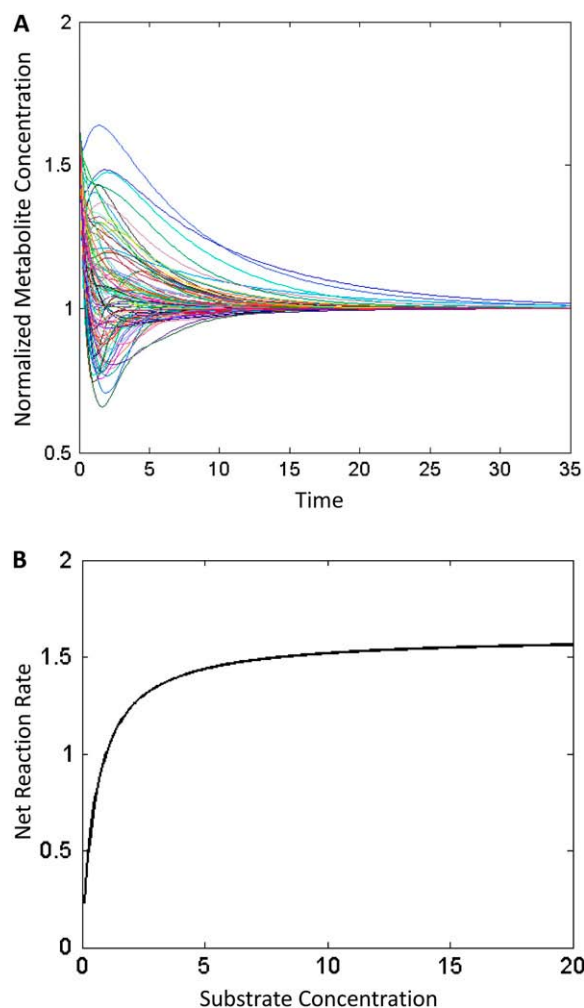 A
2
1.5
1
0.5
Normalized Metabolite Concentration
0 5 10 15 20 25 30 35
Time
B
2
1.5
1
0.5
0
Net Reaction Rate
0 5 10 15 20
Substrate Concentration